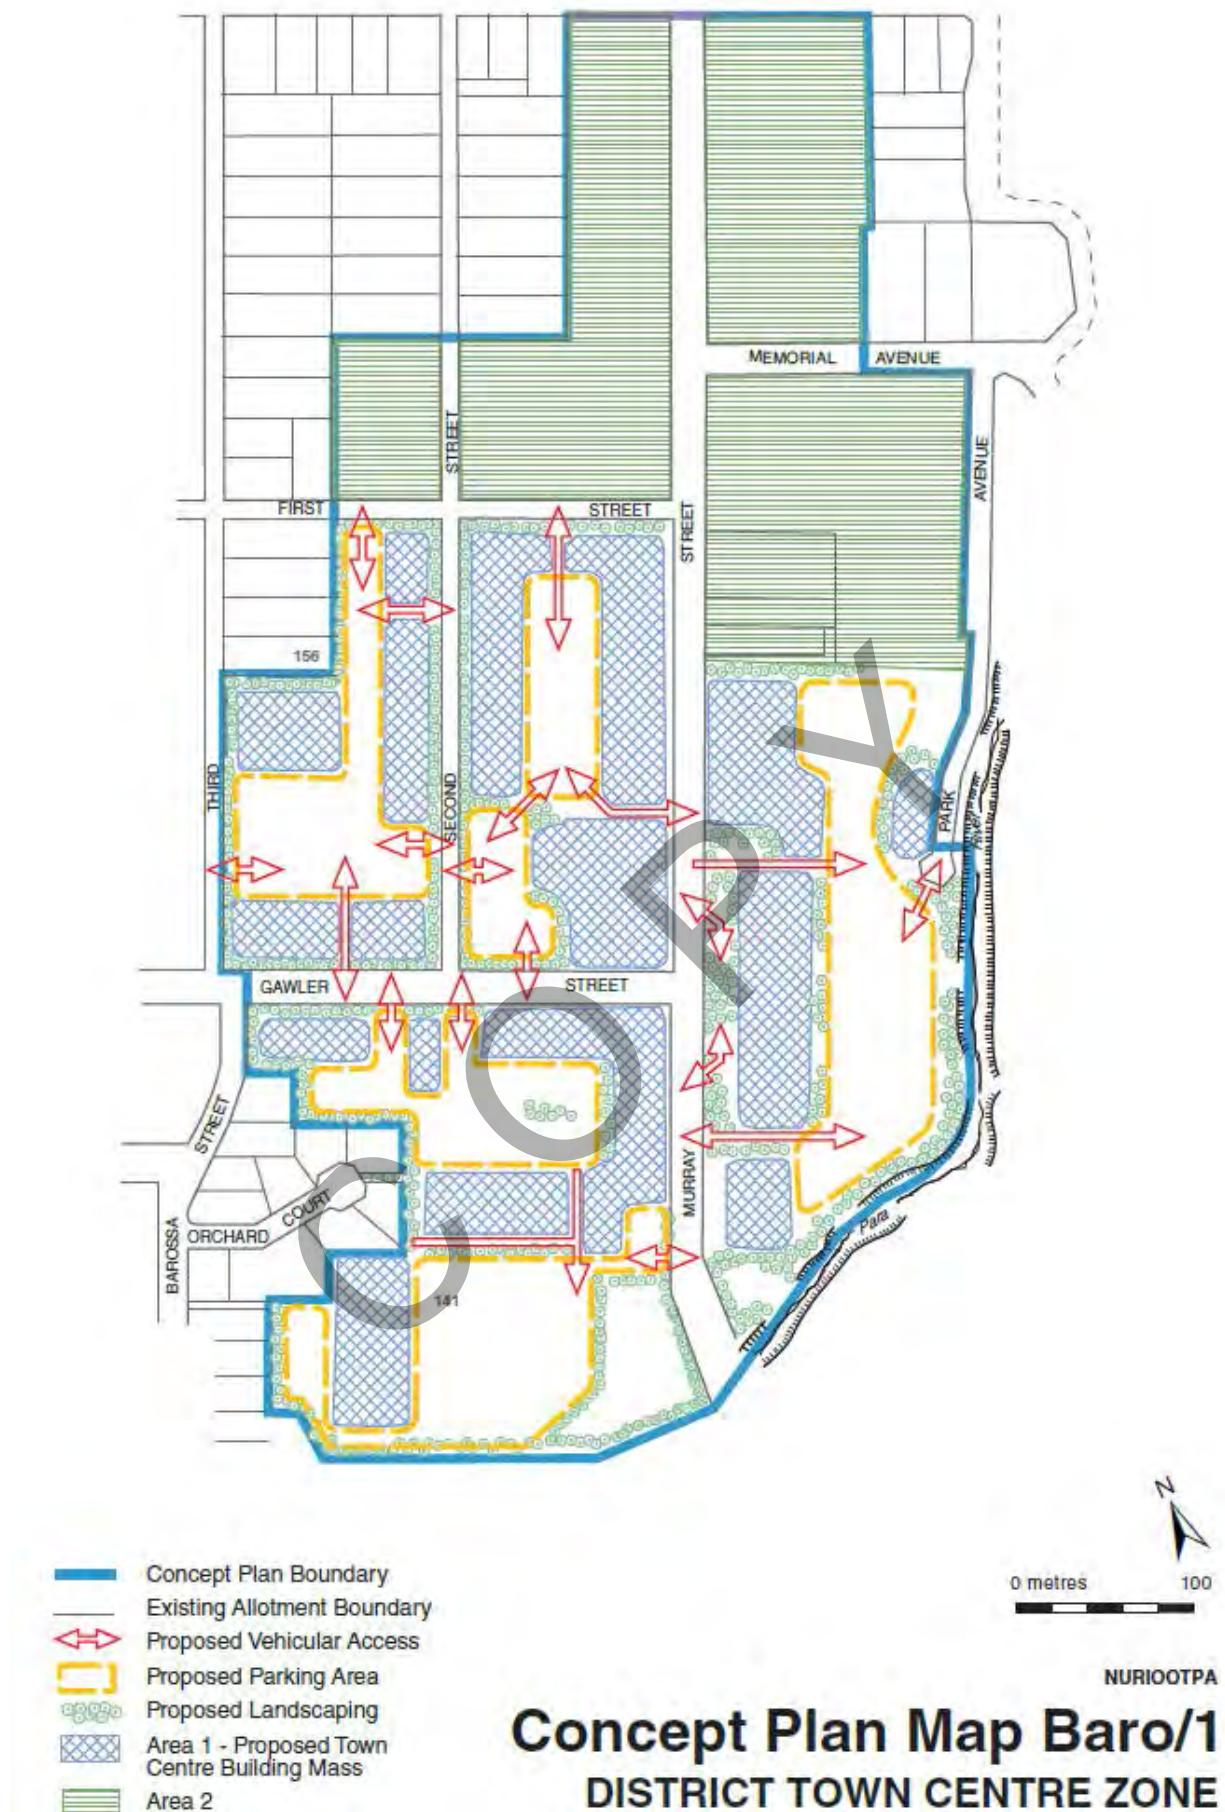 MEMORIAL AVENUE
STREET
AVENUE
FIRST STREET
STREET
156
THIRD
SECOND
PARK
River
GAWLER STREET
STREET
MURRAY
COURT
ORCHARD
BAROSSA
Para
141
COPY
N
Concept Plan Boundary
Existing Allotment Boundary
Proposed Vehicular Access
Proposed Parking Area
Proposed Landscaping
Area 1 - Proposed Town
Centre Building Mass
Area 2
0 metres 100
NURIOOTPA
Concept Plan Map Baro/1
DISTRICT TOWN CENTRE ZONE